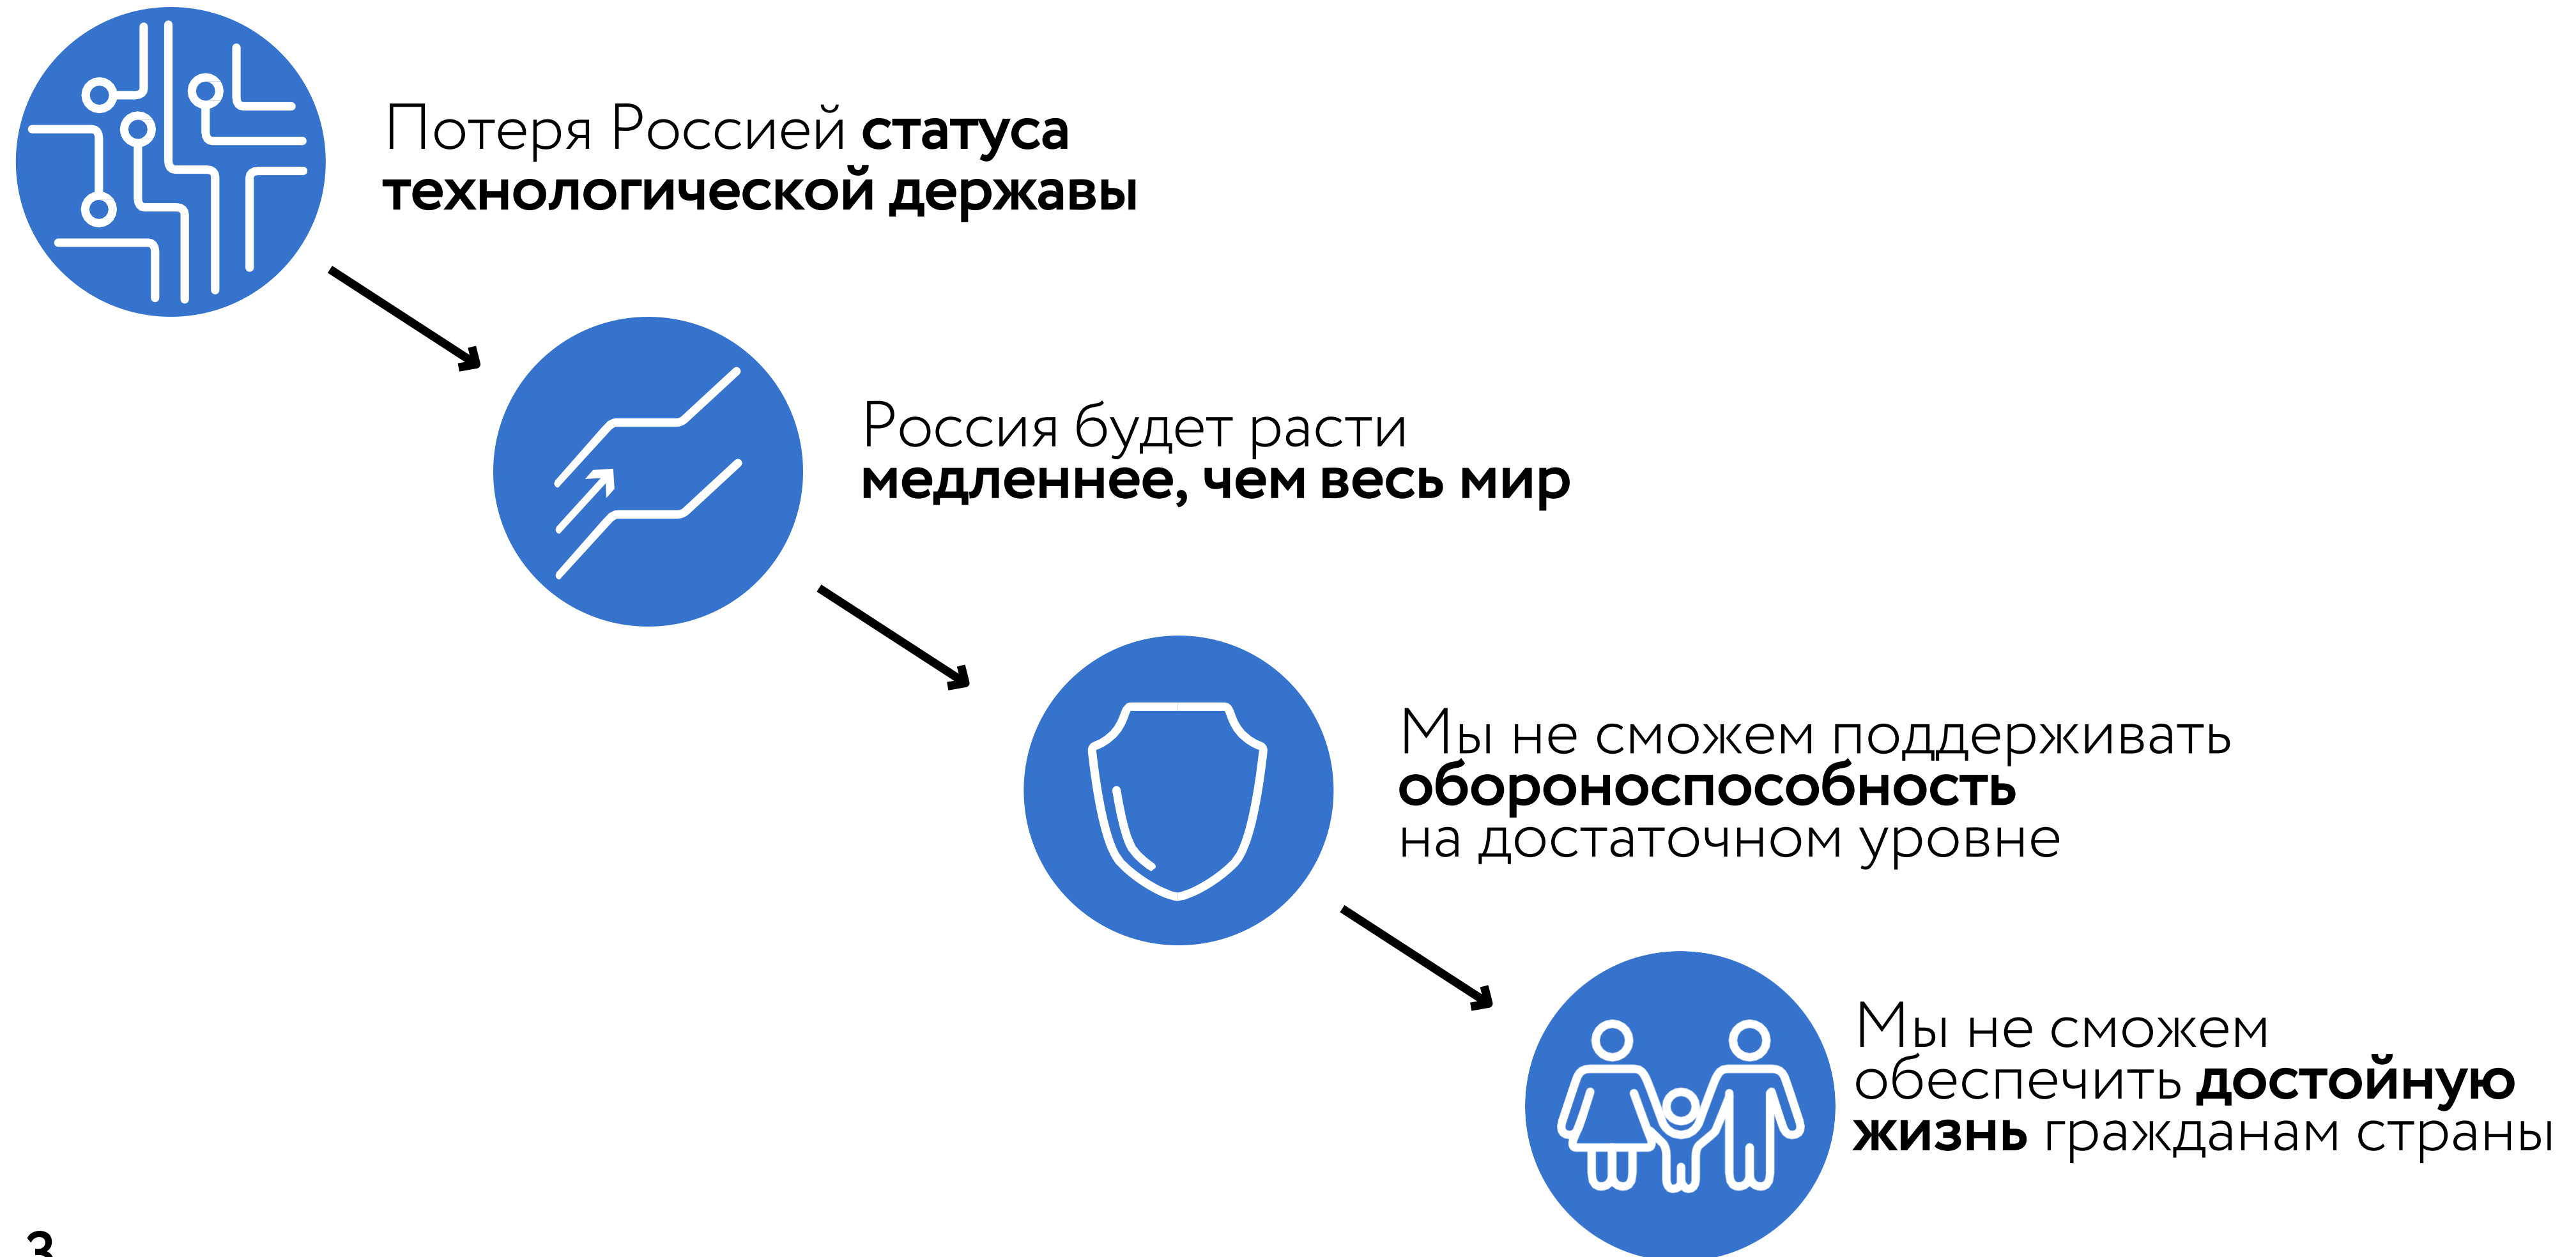 Потеря Россией статуса
технологической державы
Россия будет расти
медленнее, чем весь мир
Мы не сможем поддерживать
обороноспособность
на достаточном уровне
Мы не сможем
обеспечить достойную
жизнь гражданам страны
3